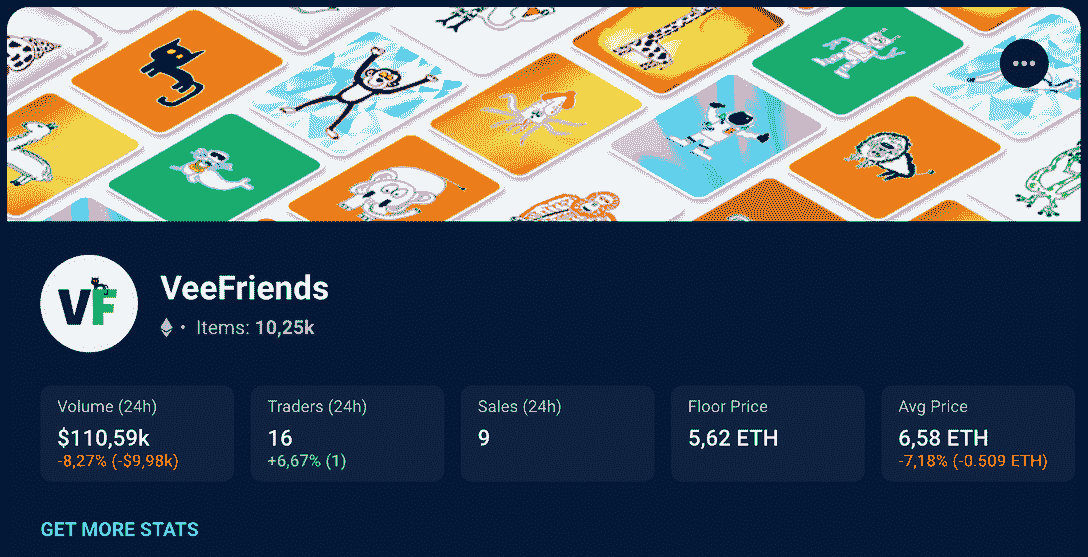 VF
VeeFriends
• Items: 10,25k
Volume (24h)
$110,59k
-8,27% (-$9,98k)
Traders (24h)
16
+6,67% (1)
Sales (24h)
9
Floor Price
5,62 ETH
Avg Price
6,58 ETH
-7,18% (-0.509 ETH)
GET MORE STATS